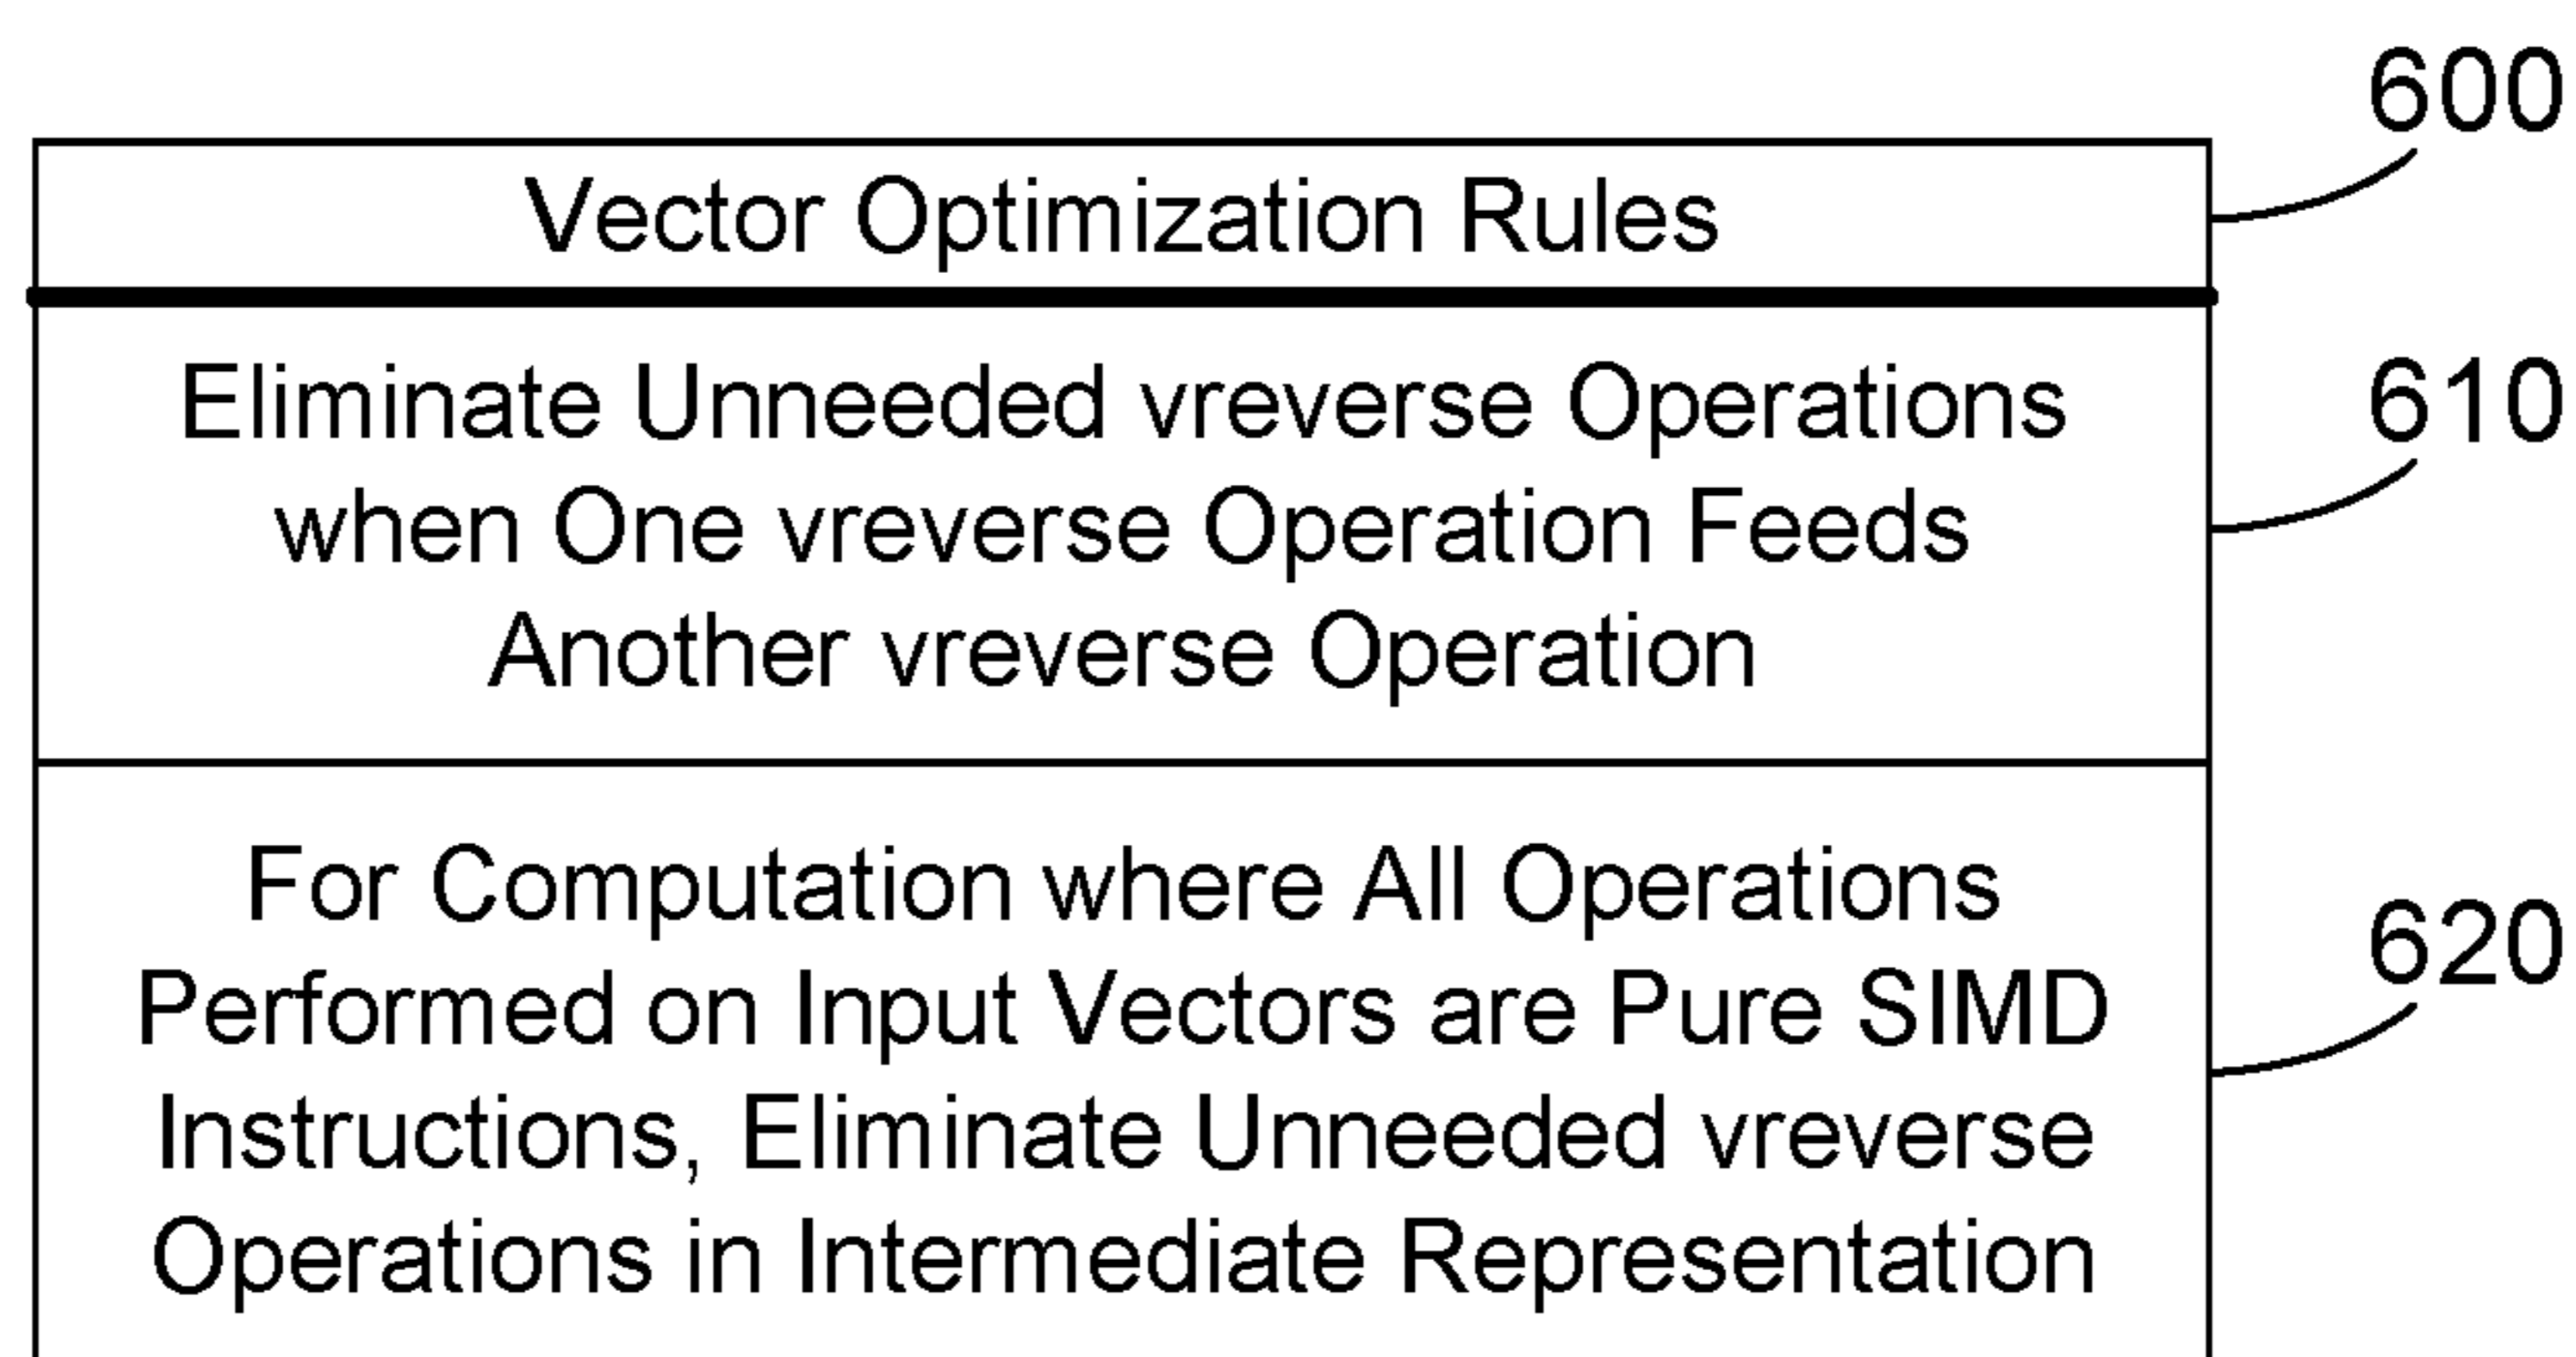 600
Vector Optimization Rules
610
Eliminate Unneeded vreverse Operations
when One vreverse Operation Feeds
Another vreverse Operation
620
For Computation where All Operations
Performed on Input Vectors are Pure SIMD
Instructions, Eliminate Unneeded vreverse
Operations in Intermediate Representation